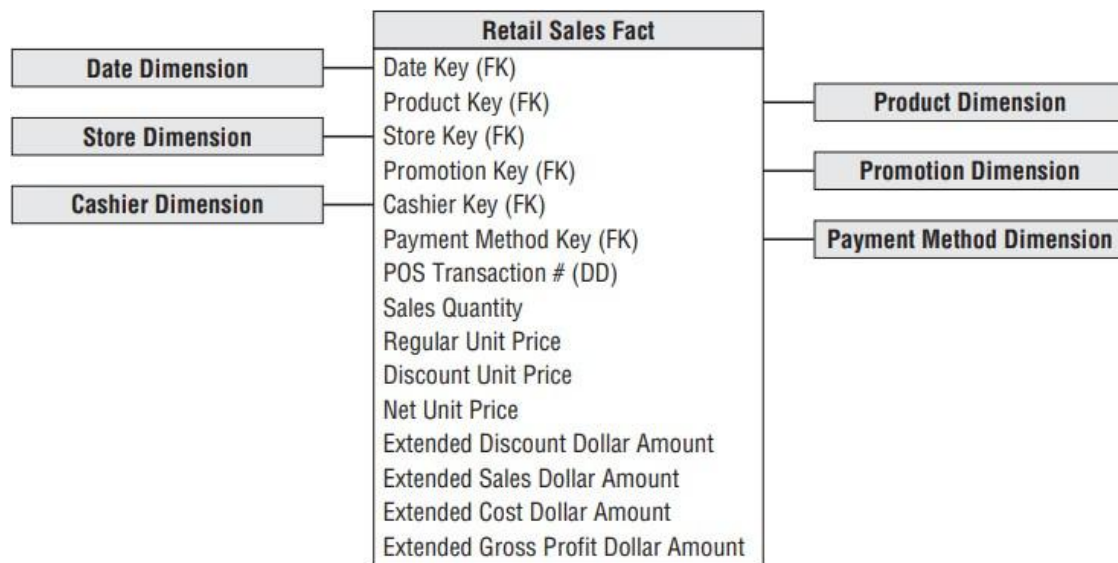 Retail Sales Fact
Date Dimension
Date Key (FK)
Product Key (FK)
Product Dimension
Store Dimension
Store Key (FK)
Promotion Key (FK)
Promotion Dimension
Cashier Dimension
Cashier Key (FK)
Payment Method Key (FK)
Payment Method Dimension
POS Transaction # (DD)
Sales Quantity
Regular Unit Price
Discount Unit Price
Net Unit Price
Extended Discount Dollar Amount
Extended Sales Dollar Amount
Extended Cost Dollar Amount
Extended Gross Profit Dollar Amount